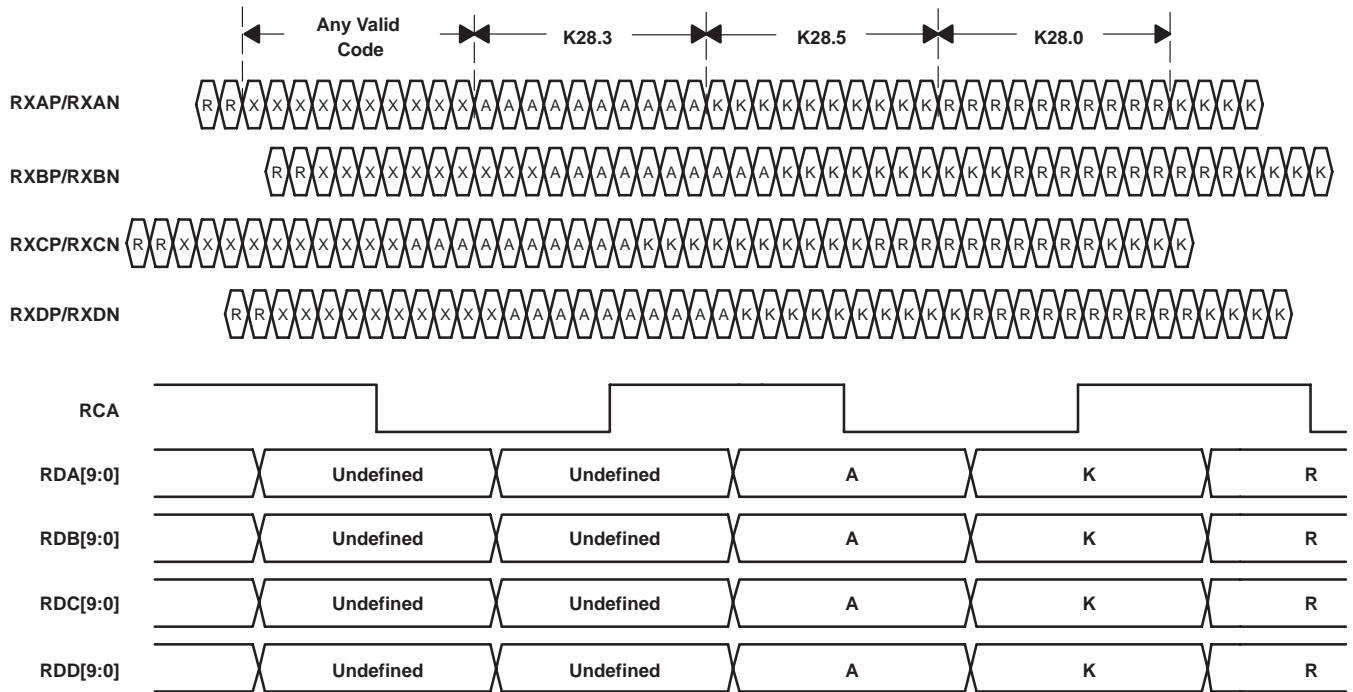 Any Valid Code K28.3 K28.5 K28.0
RXAP/RXAN R R X X X X X X X X X X A A A A A A A A A A K K K K K K K K K K R R R R R R R R R R K K K K
RXBP/RXBN R R X X X X X X X X X X A A A A A A A A A A K K K K K K K K K K R R R R R R R R R R K K K K
RXCP/RXCN R R X X X X X X X X X X A A A A A A A A A A K K K K K K K K K K R R R R R R R R R R K K K K
RXDP/RXDN R R X X X X X X X X X X A A A A A A A A A A K K K K K K K K K K R R R R R R R R R R K K K K
RCA
RDA[9:0] Undefined Undefined A K R
RDB[9:0] Undefined Undefined A K R
RDC[9:0] Undefined Undefined A K R
RDD[9:0] Undefined Undefined A K R